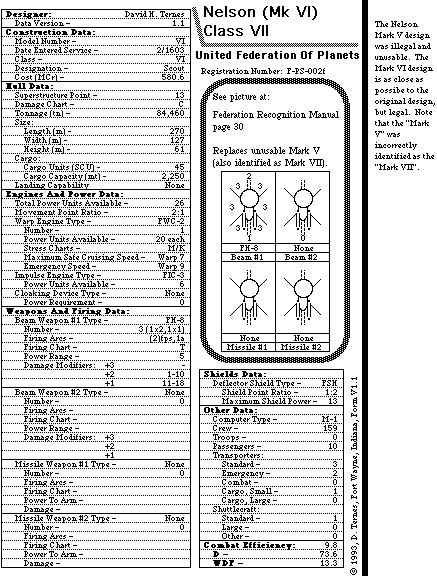 Designer: David H. Ternes
Data Version - 1.1
Construction Data:
Model Number - VI
Date Entered Service - 2/1603
Class - VI
Designation - Scout
Cost (MCr) 580.6
Hull Data:
Superstructure Point - 13
Damage Chart - C
Tonnage (tn) - 84,460
Size:
Length (m) - 270
Width (m) - 127
Height (m) - 61
Cargo:
Cargo Units (SCU) - 45
Cargo Capacity (mt) - 2,250
Landing Capability None
Engines And Power Data:
Total Power Units Available - 26
Movement Point Ratio - 2:1
Warp Engine Type - FWC-2
Number - 1
Power Units Available - 20 each
Stress Charts - M/K
Maximum Safe Cruising Speed - Warp 7
Emergency Speed - Warp 9
Impulse Engine Type - FIC-3
Power Units Available - 6
Cloaking Device Type - None
Power Requirement - 0
Weapons And Firing Data:
Beam Weapon #1 Type - FH-8
Number - 3 (1x2,1x1)
Firing Arcs - (2)fps,1a
Firing Chart - T
Power Range - 5
Damage Modifiers: +3 -
+2 1-10
+1 11-18
Beam Weapon #2 Type - None
Number - 0
Firing Arcs -
Firing Chart -
Power Range -
Damage Modifiers: +3
+2
+1
Missile Weapon #1 Type - None
Number - 0
Firing Arcs -
Firing Chart -
Power To Arm -
Damage -
Missile Weapon #2 Type - None
Number - 0
Firing Arcs -
Firing Chart -
Power To Arm -
Damage -
Nelson (Mk VI)
Class VII
United Federation Of Planets
Registration Number: F-PS-002f
See picture at:
Federation Recognition Manual
page 30
Replaces unusable Mark V
(also identified as Mark VII).
2
3 3
3 3
1
FH-8
Beam #1
0
None
Beam #2
None
Missile #1
None
Missile #2
Shields Data:
Deflector Shield Type - FSH
Shield Point Ratio - 1:2
Maximum Shield Power - 13
Other Data:
Computer Type - M-1
Crew - 159
Troops - 0
Passengers - 10
Transporters:
Standard - 3
Emergency - 2
Combat - 0
Cargo, Small - 1
Cargo, Large - 0
Shuttlecraft:
Standard - 1
Large - 0
Other - 0
Combat Efficiency: 9.8
D - 73.6
WDF - 13.3
© 1993, D. Ternes, Fort Wayne, Indiana, Form V1.1
The Nelson
Mark V design
was illegal and
unusable. The
Mark VI design
is as close as
possibe to the
original design,
but legal. Note
that the "Mark
V" was
incorrectly
identified as the
"Mark VII".